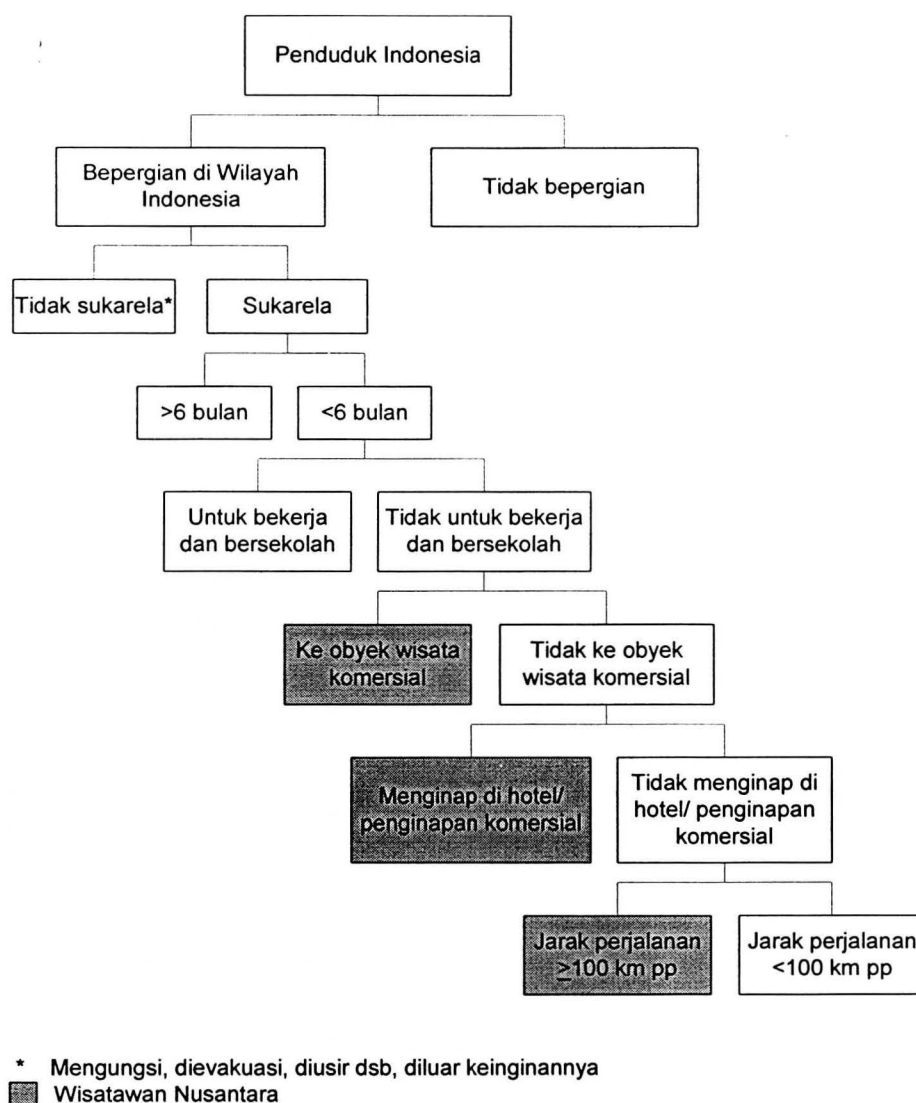 Penduduk Indonesia
Bepergian di Wilayah
Indonesia
Tidak bepergian
Tidak sukarela*
Sukarela
>6 bulan
<6 bulan
Untuk bekerja
dan bersekolah
Tidak untuk bekerja
dan bersekolah
Ke obyek wisata
komersial
Tidak ke obyek
wisata komersial
Menginap di hotel/
penginapan komersial
Tidak menginap di
hotel/ penginapan
komersial
Jarak perjalanan
≥100 km pp
Jarak perjalanan
<100 km pp
* Mengungsi, dievakuasi, diusir dsb, diluar keinginannya
Wisatawan Nusantara